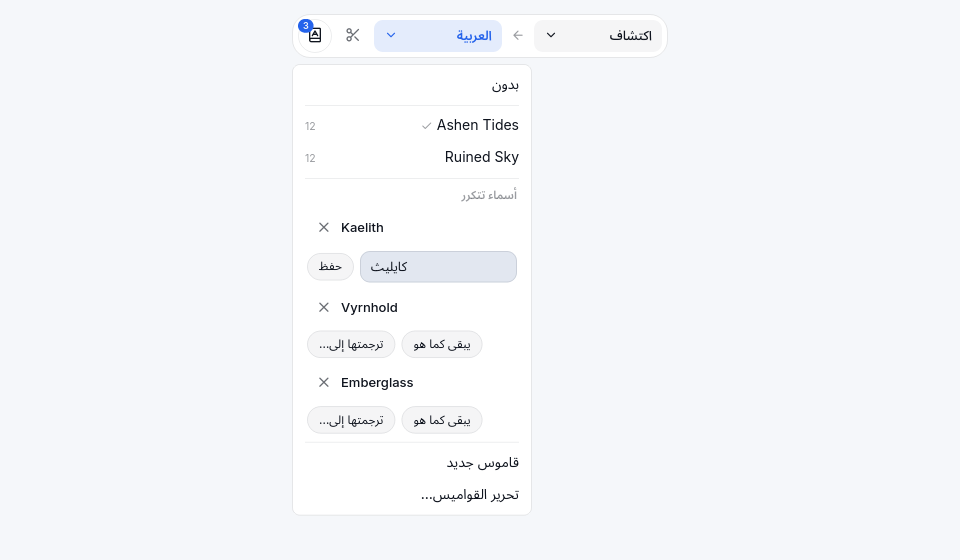 اكتشاف
العربية
3
بدون
Ashen Tides 12
Ruined Sky 12
أسماء تتكرر
Kaelith
كايليث حفظ
Vyrnhold
يبقى كما هو ترجمتها إلى...
Emberglass
يبقى كما هو ترجمتها إلى...
قاموس جديد
تحرير القواميس...